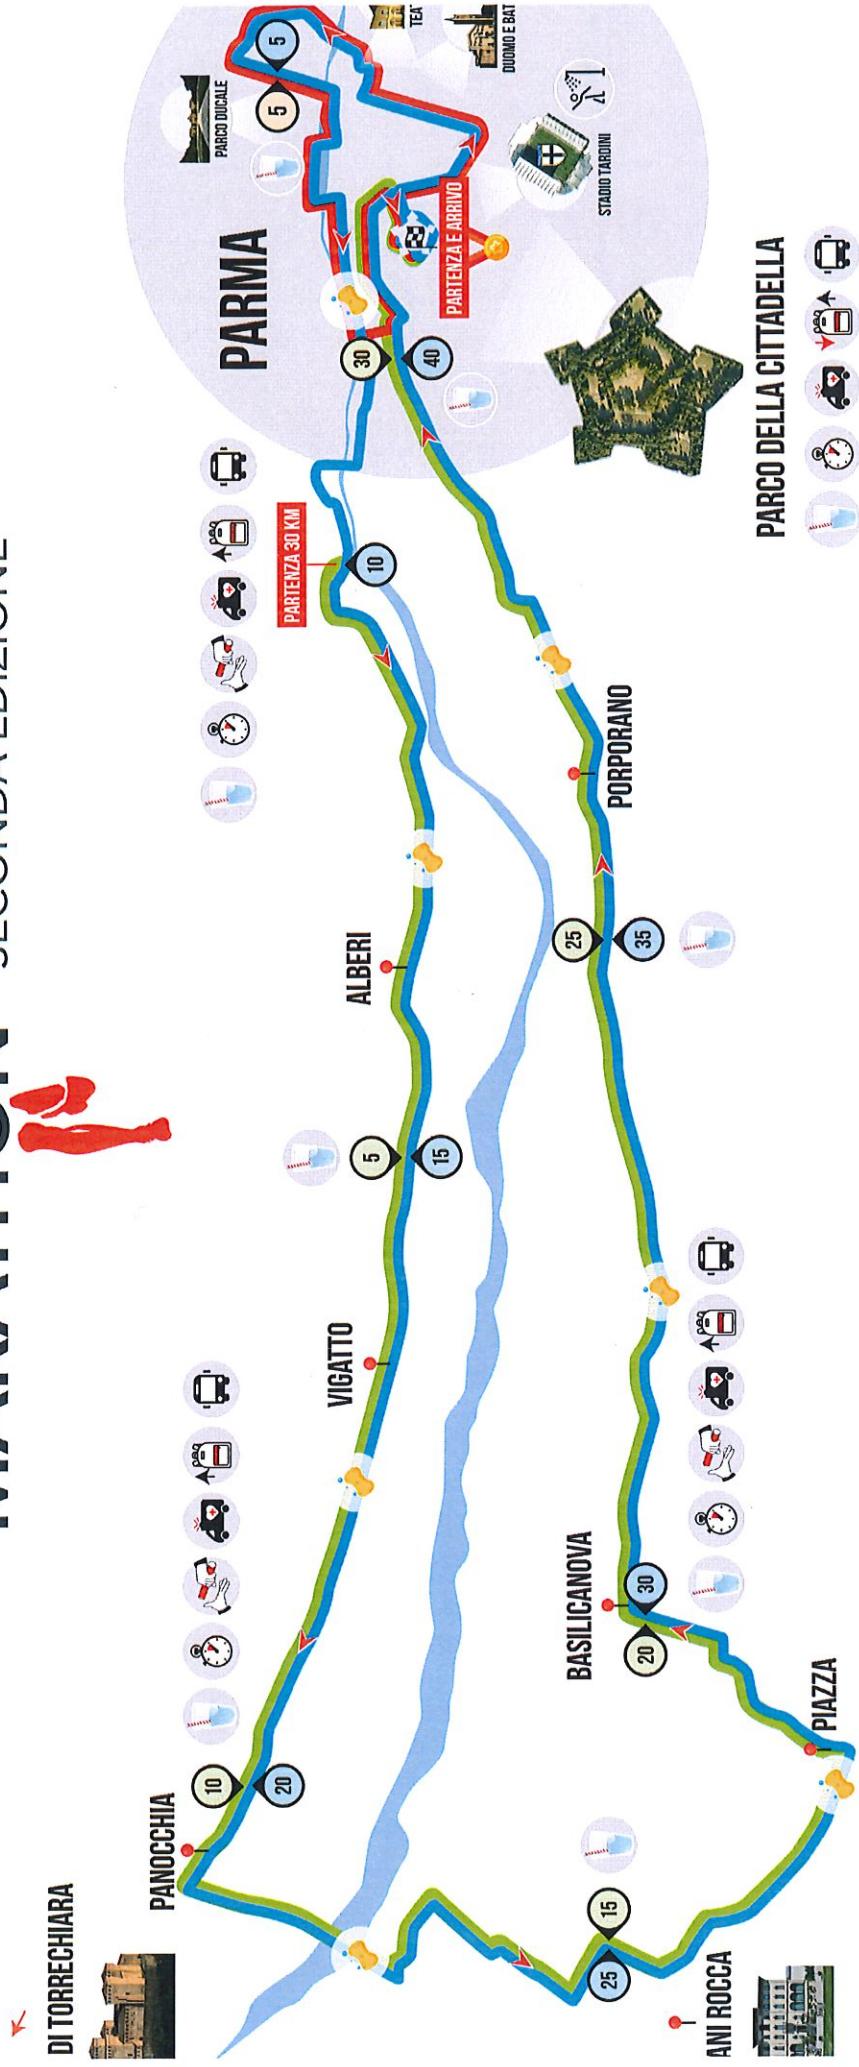 SECONDA EDIZIONE
DI TORRECHIARA
PANOCCHIA
10
20
VIGATTO
5
15
ALBERI
PARTENZA 30 KM
10
PARMA
PARCO DUCALE
5
5
DUOMO E BAT
STADIO TARDINI
PARTENZA E ARRIVO
30
40
PARCO DELLA CITTADELLA
PORPORANO
25
35
BASILICANOVA
20
30
PIAZZA
15
25
ANI ROCCA